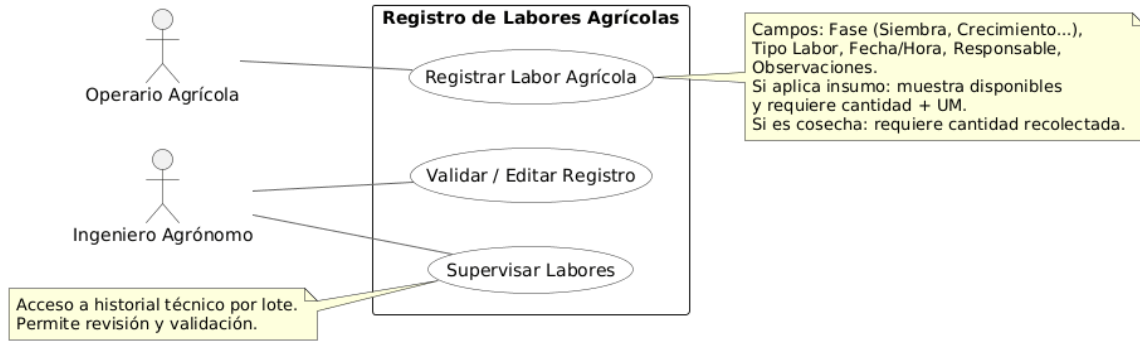 Registro de Labores Agrícolas
Operario Agrícola
Registrar Labor Agrícola
Campos: Fase (Siembra, Crecimiento...),
Tipo Labor, Fecha/Hora, Responsable,
Observaciones.
Si aplica insumo: muestra disponibles
y requiere cantidad + UM.
Si es cosecha: requiere cantidad recolectada.
Ingeniero Agrónomo
Validar / Editar Registro
Supervisar Labores
Acceso a historial técnico por lote.
Permite revisión y validación.